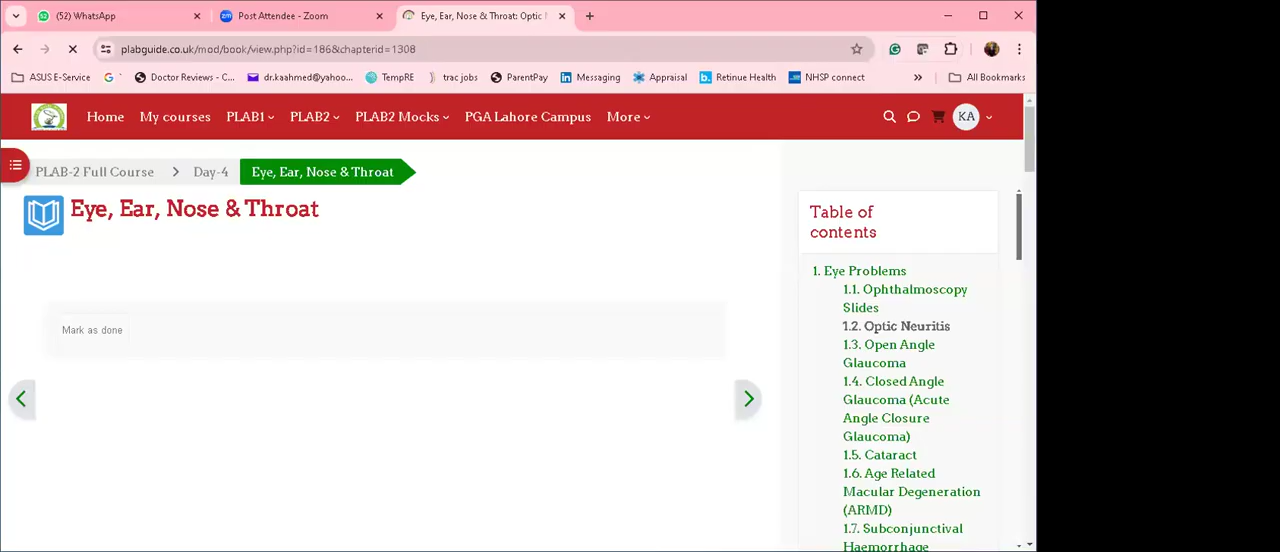 (52) WhatsApp
Post Attendee - Zoom
Eye, Ear, Nose & Throat: Optic
plabguide.co.uk/mod/book/view.php?id=186&chapterid=1308
ASUS E-Service
Doctor Reviews - C...
dr.kaahmed@yahoo...
TempRE
trac jobs
ParentPay
Messaging
Appraisal
Retinue Health
NHSP connect
»
All Bookmarks
Home
My courses
PLAB1
PLAB2
PLAB2 Mocks
PGA Lahore Campus
More
KA
PLAB-2 Full Course
Day-4
Eye, Ear, Nose & Throat
Eye, Ear, Nose & Throat
Mark as done
Table of
contents
1. Eye Problems
1.1. Ophthalmoscopy
Slides
1.2. Optic Neuritis
1.3. Open Angle
Glaucoma
1.4. Closed Angle
Glaucoma (Acute
Angle Closure
Glaucoma)
1.5. Cataract
1.6. Age Related
Macular Degeneration
(ARMD)
1.7. Subconjunctival
Haemorrhage